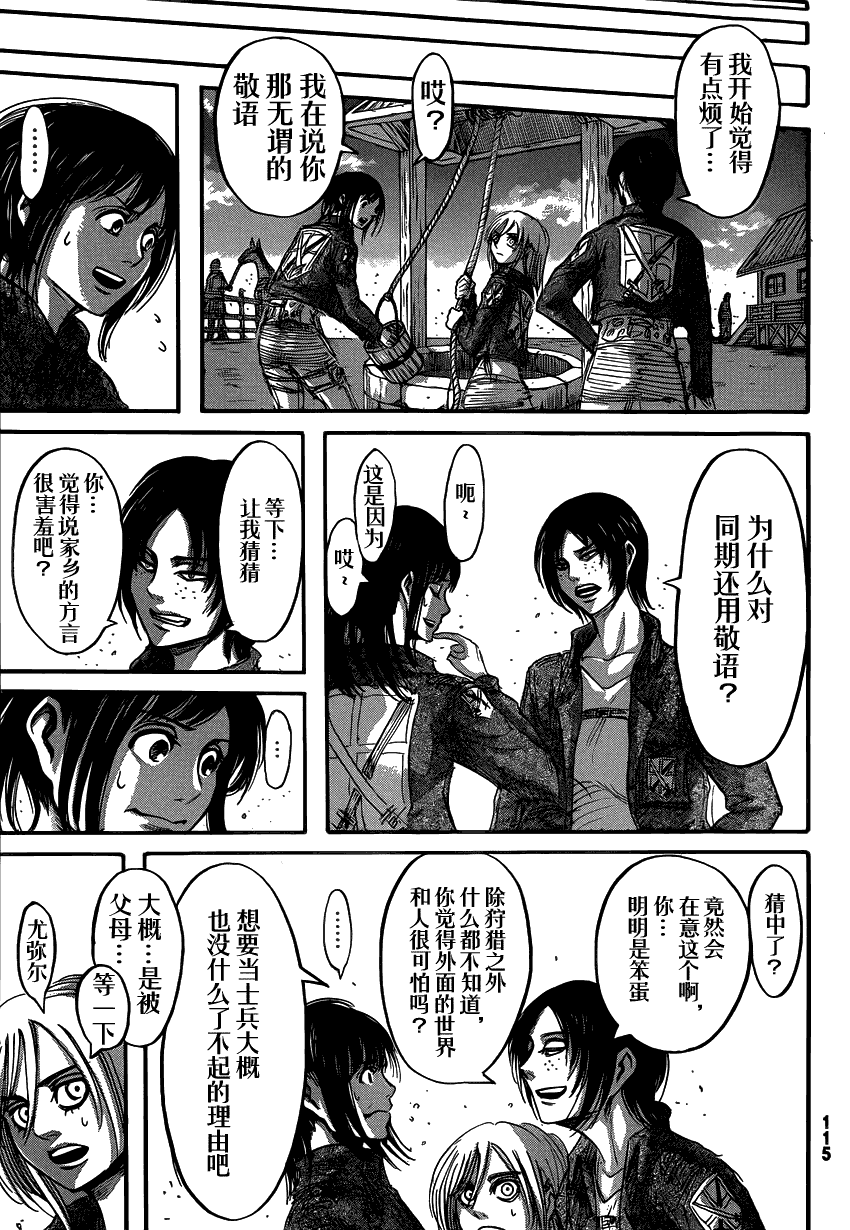 我开始觉得
有点烦了…
哎？
我在说你
那无谓的
敬语
……
为什么对
同期还用敬语？
呃~
这是因为
哎~
等下…
让我猜猜
你…
觉得说家乡的方言
很害羞吧？
……
猜中了？
竟然会
在意这个啊，
你…
明明是笨蛋
除狩猎之外
什么都不知道，
你觉得外面的世界
和人很可怕吗？
……
想要当士兵大概
也没什么了不起的理由吧
大概…是被
父母…
等一下
尤弥尔
115